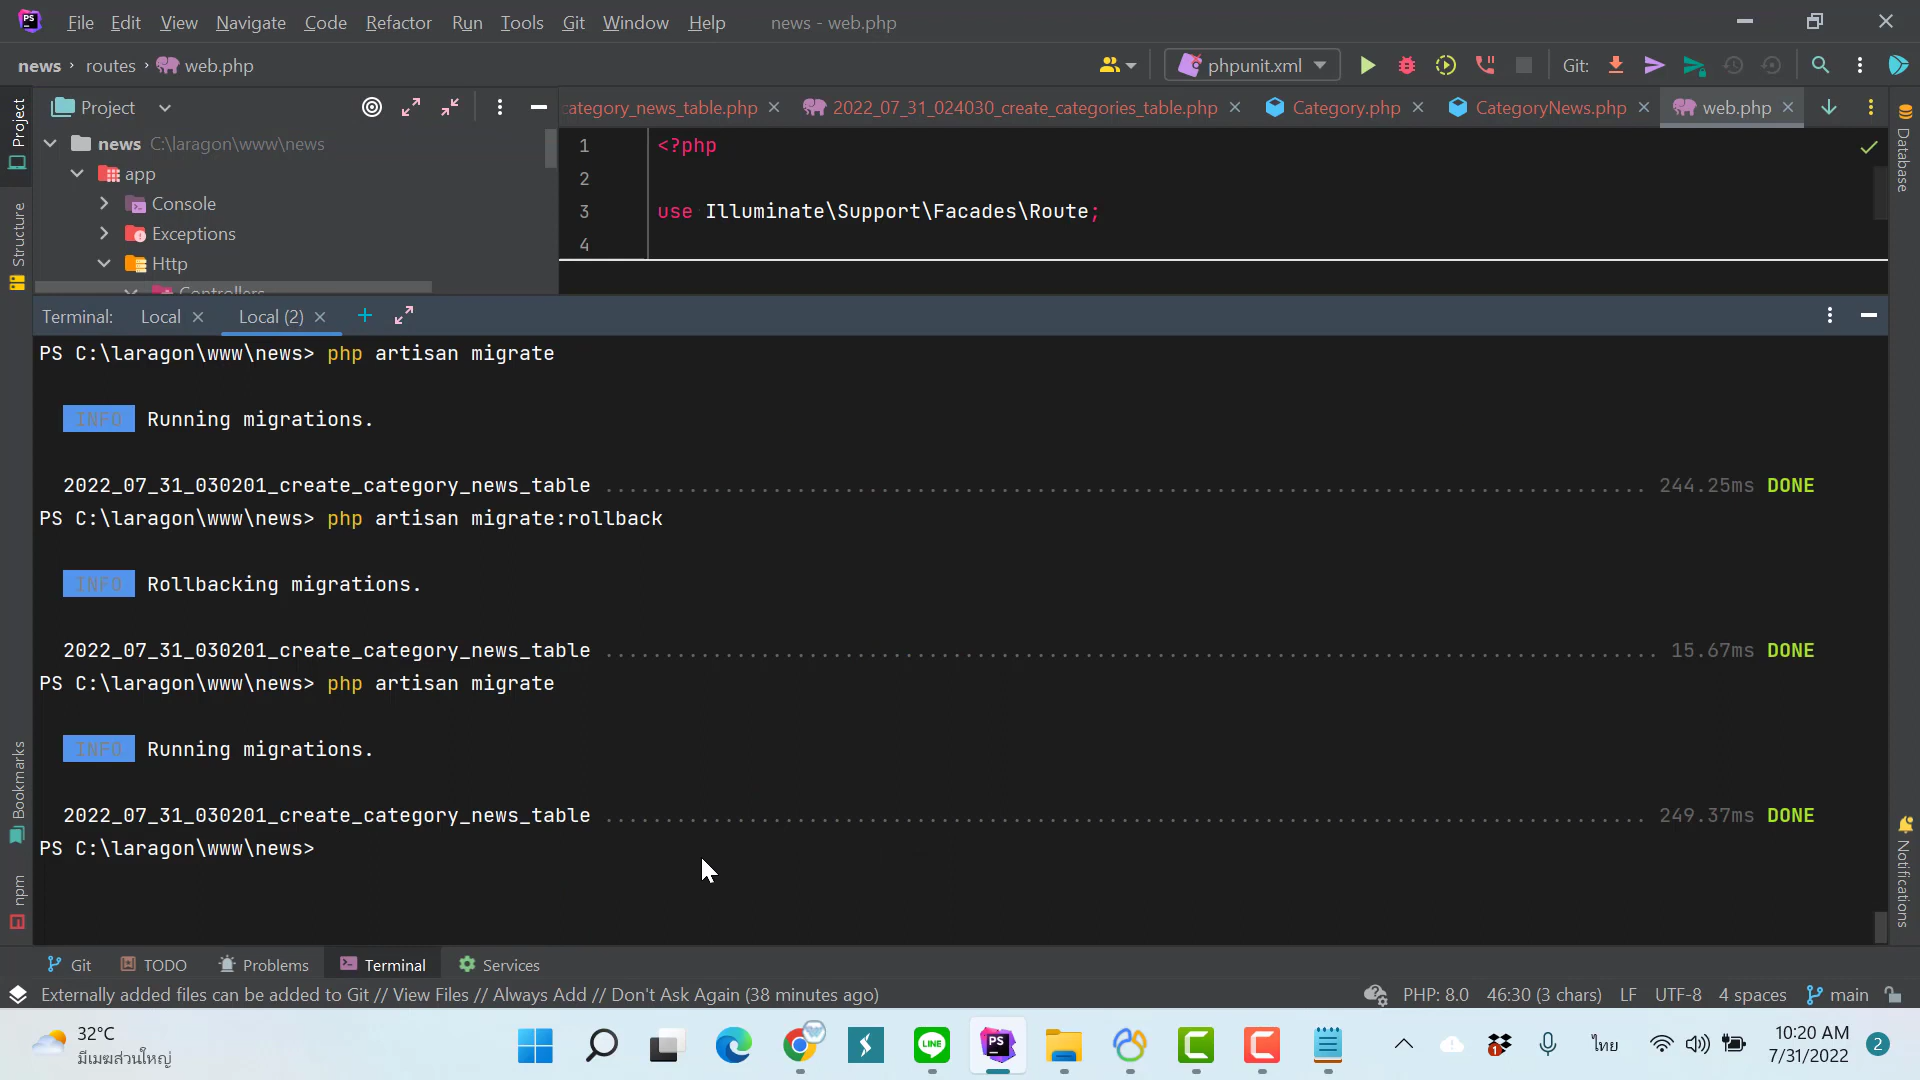 File Edit View Navigate Code Refactor Run Tools Git Window Help news - web.php
news › routes › web.php phpunit.xml Git:
Project category_news_table.php 2022_07_31_024030_create_categories_table.php Category.php CategoryNews.php web.php
news C:\laragon\www\news
app
Console
Exceptions
Http
Controllers
1 <?php
2
3 use Illuminate\Support\Facades\Route;
4
Project
Structure
Bookmarks
npm
Database
Notifications
Terminal: Local Local (2)
PS C:\laragon\www\news> php artisan migrate
INFO Running migrations.
2022_07_31_030201_create_category_news_table ....................................................................................... 244.25ms DONE
PS C:\laragon\www\news> php artisan migrate:rollback
INFO Rollbacking migrations.
2022_07_31_030201_create_category_news_table ........................................................................................ 15.67ms DONE
PS C:\laragon\www\news> php artisan migrate
INFO Running migrations.
2022_07_31_030201_create_category_news_table ....................................................................................... 249.37ms DONE
PS C:\laragon\www\news>
Git TODO Problems Terminal Services
Externally added files can be added to Git // View Files // Always Add // Don't Ask Again (38 minutes ago) PHP: 8.0 46:30 (3 chars) LF UTF-8 4 spaces main
32°C
มีเมฆส่วนใหญ่
PS
LINE
1
ไทย
10:20 AM
7/31/2022
2